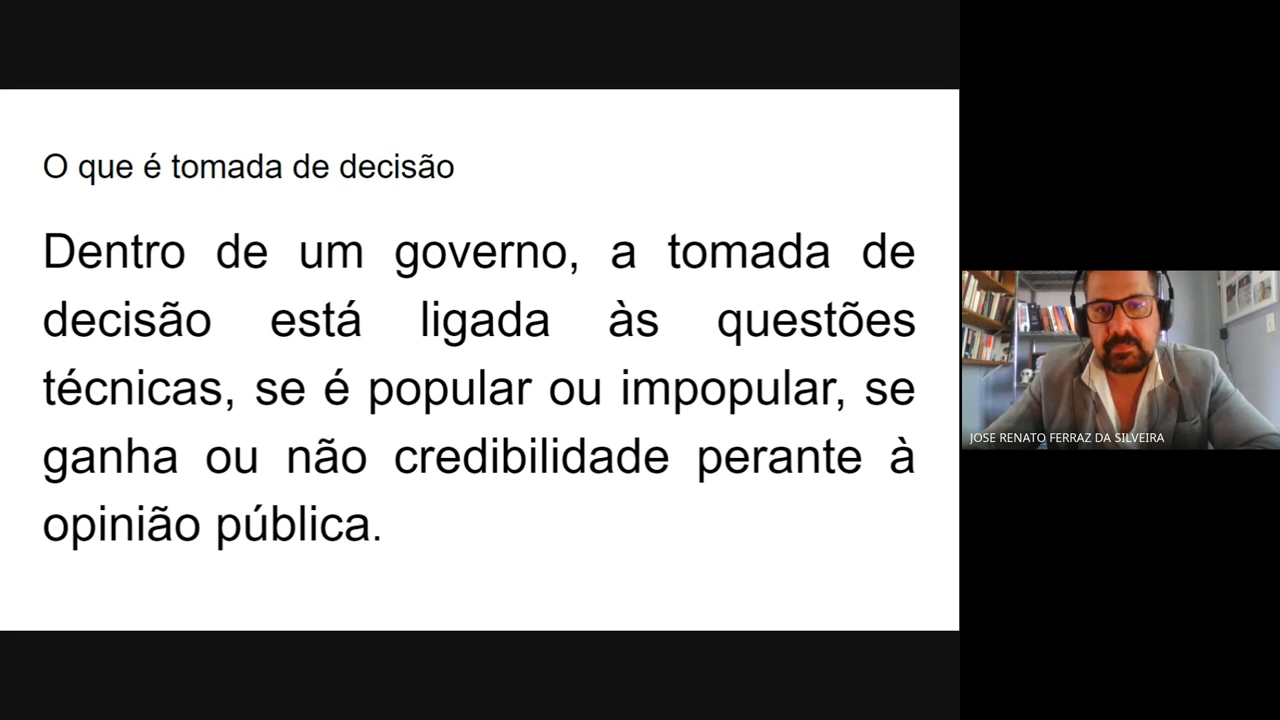 O que é tomada de decisão
Dentro de um governo, a tomada de
decisão está ligada às questões
técnicas, se é popular ou impopular, se
ganha ou não credibilidade perante à
opinião pública.
JOSE RENATO FERRAZ DA SILVEIRA